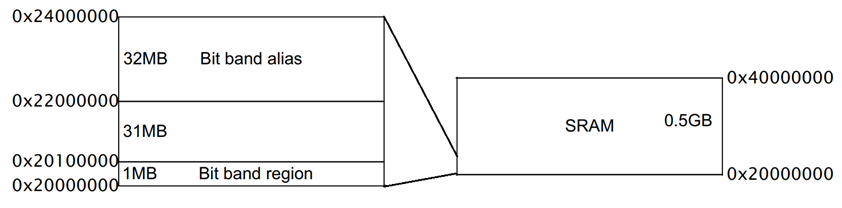 0x24000000
32MB Bit band alias
0x40000000
0x22000000
SRAM 0.5GB
31MB
0x20100000
1MB Bit band region
0x20000000
0x20000000